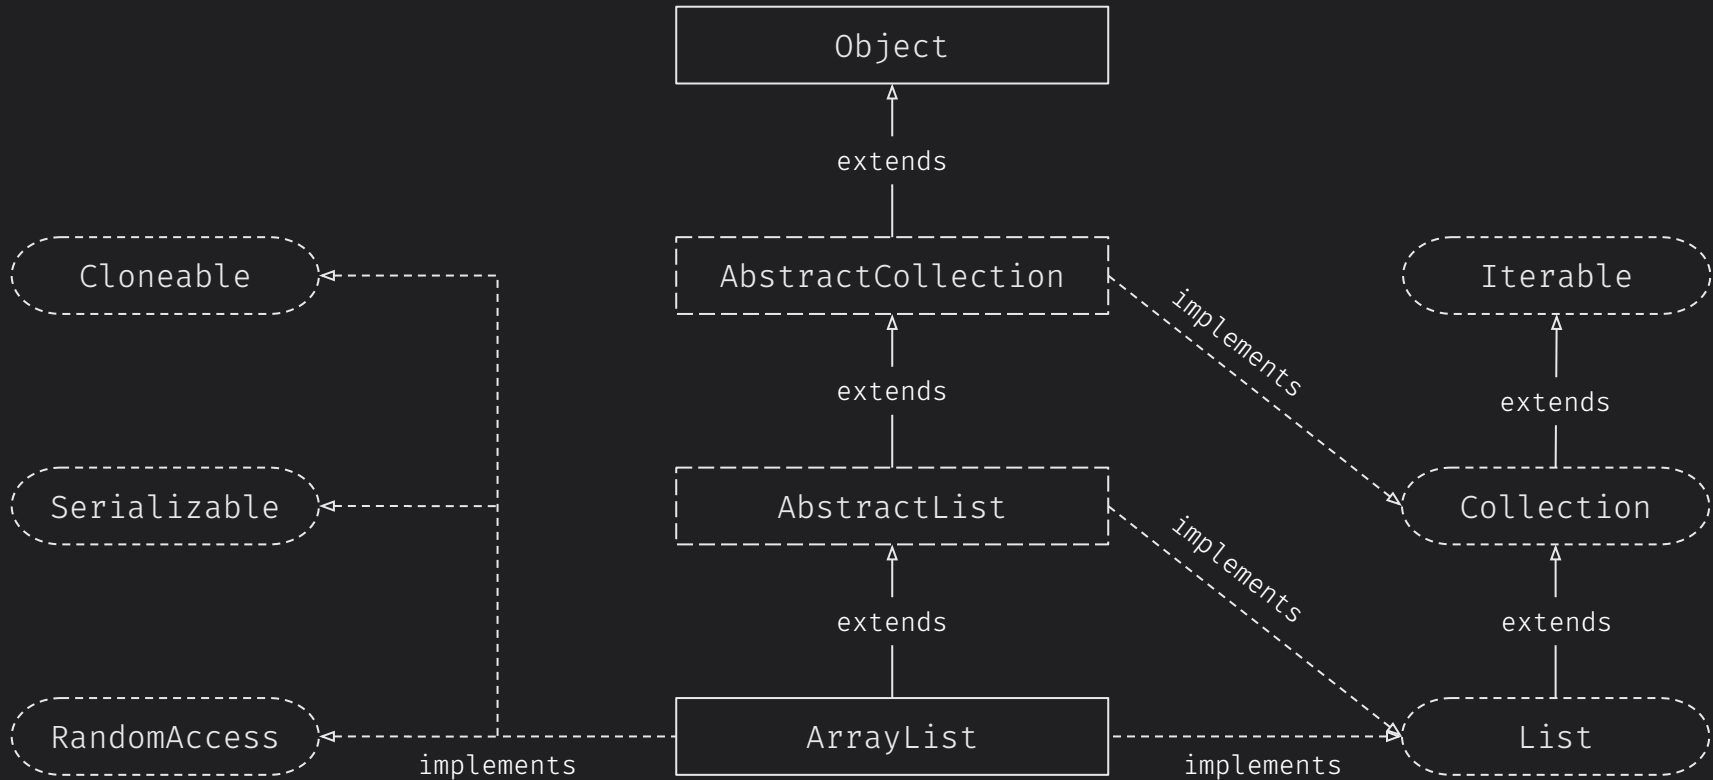 Object
extends
Cloneable
AbstractCollection
Iterable
implements
extends
extends
Serializable
AbstractList
Collection
implements
extends
extends
RandomAccess
ArrayList
List
implements
implements